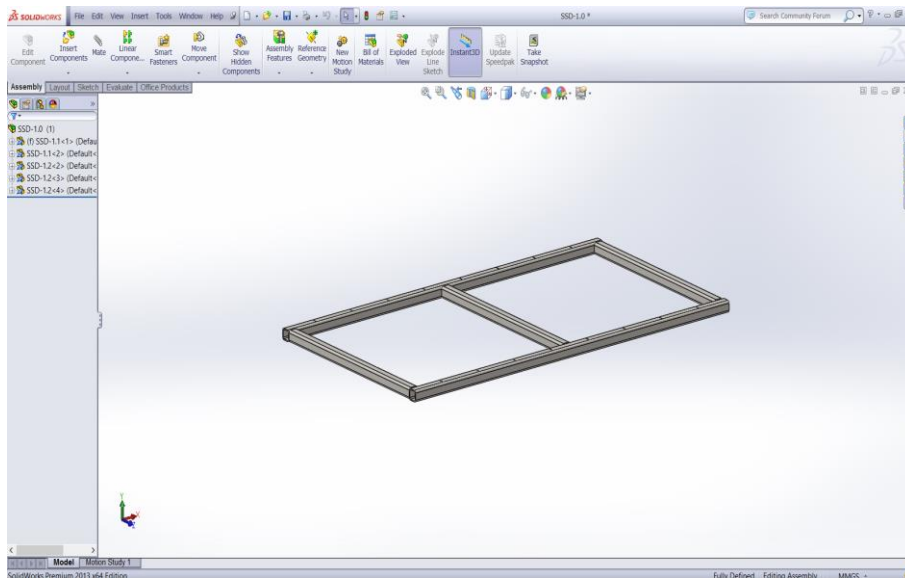 SOLIDWORKS File Edit View Insert Tools Window Help SSD-1.0 * Search Community Forum
Edit Component
Insert Components
Mate
Linear Compone...
Smart Fasteners
Move Component
Show Hidden Components
Assembly Features
Reference Geometry
New Motion Study
Bill of Materials
Exploded View
Explode Line Sketch
Instant3D
Update Speedpak
Take Snapshot
Assembly Layout Sketch Evaluate Office Products
SSD-1.0 (1)
(f) SSD-1.1<1> (Defau
SSD-1.1<2> (Default<
SSD-1.2<2> (Default<
SSD-1.2<3> (Default<
SSD-1.2<4> (Default<
Y
X
Z
Model Motion Study 1
SolidWorks Premium 2013 x64 Edition Fully Defined Editing Assembly MMGS